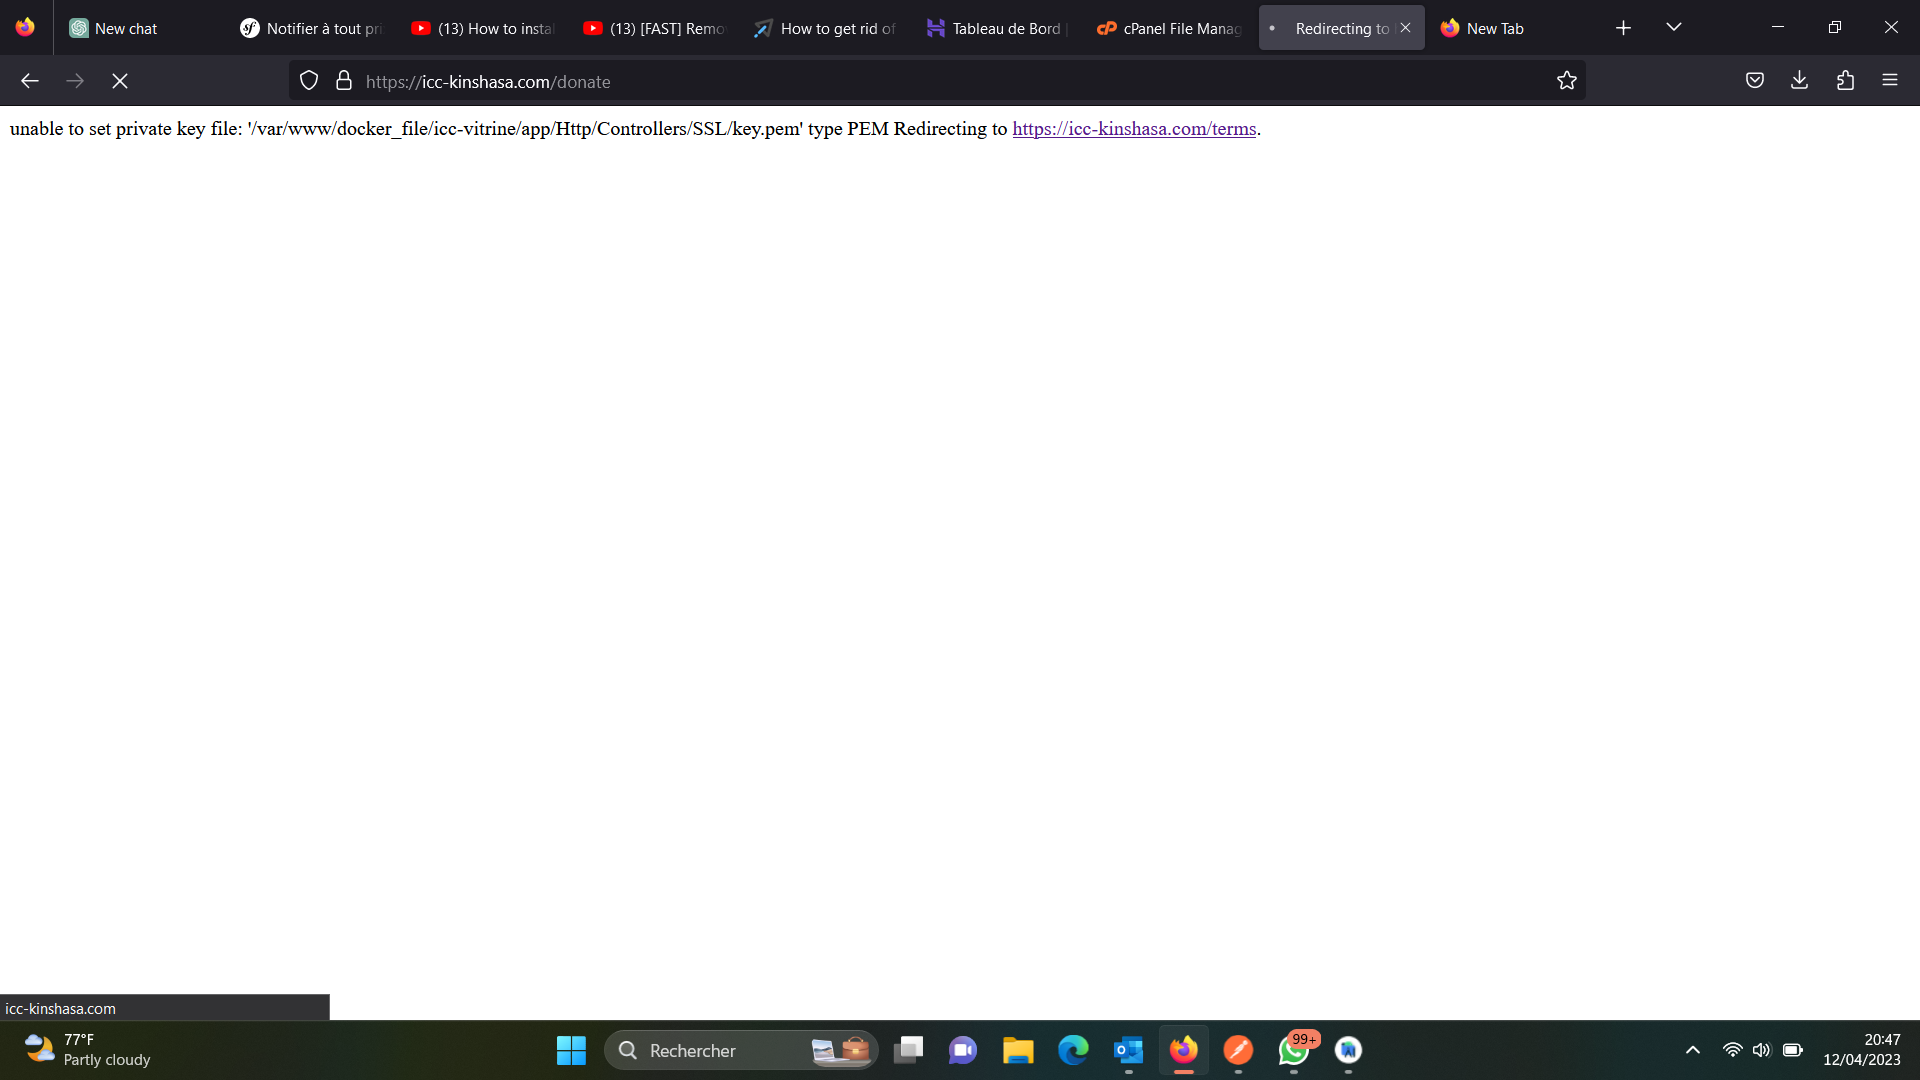 New chat
Notifier à tout pri
(13) How to instal
(13) [FAST] Remo
How to get rid of
Tableau de Bord |
cPanel File Manag
Redirecting to
New Tab
https://icc-kinshasa.com/donate
unable to set private key file: '/var/www/docker_file/icc-vitrine/app/Http/Controllers/SSL/key.pem' type PEM Redirecting to https://icc-kinshasa.com/terms.
icc-kinshasa.com
77°F
Partly cloudy
Rechercher
99+
20:47
12/04/2023